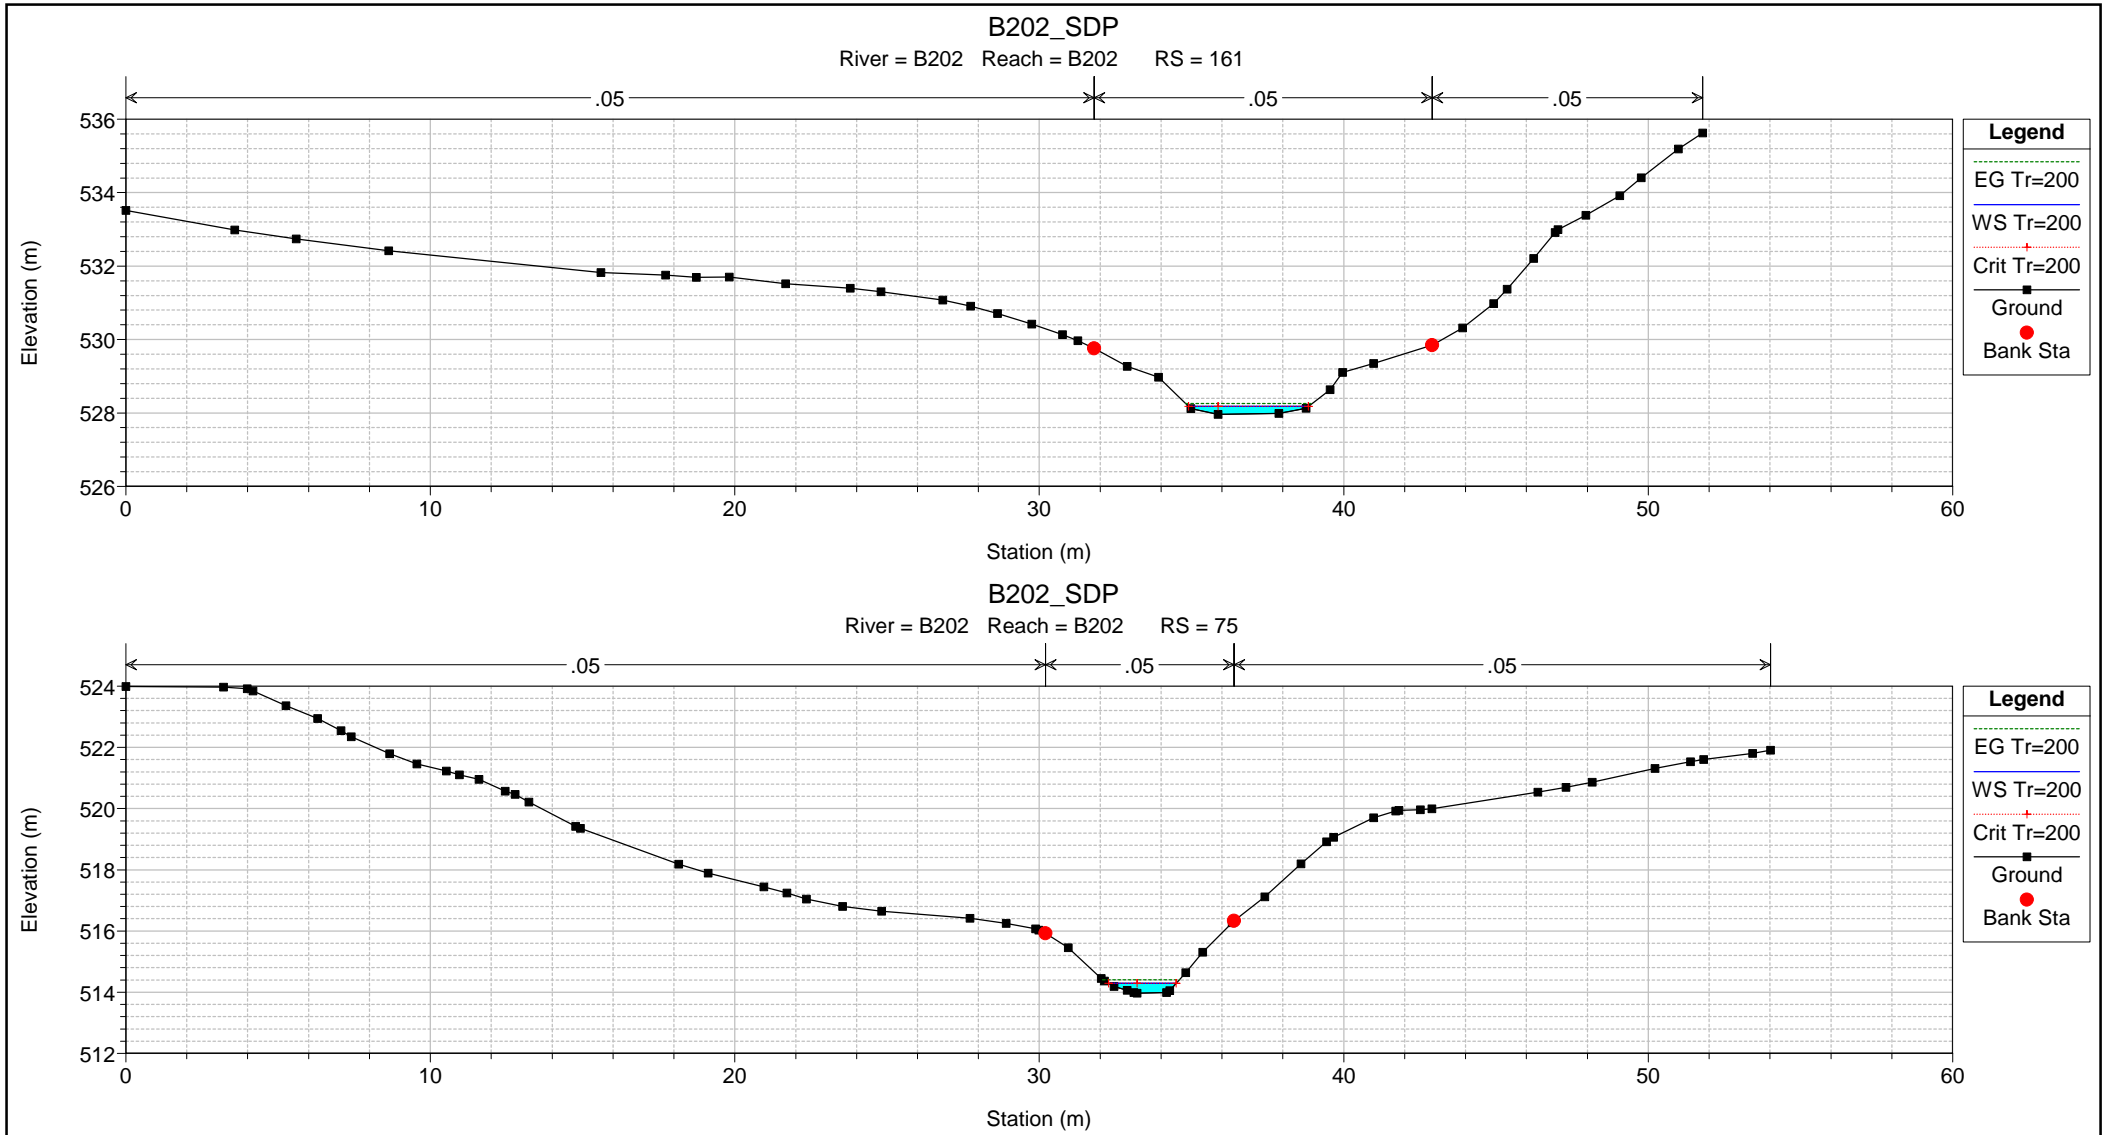 B202_SDP
River = B202 Reach = B202 RS = 161
.05 .05 .05
536
534
532
530
528
526
Elevation (m)
0 10 20 30 40 50 60
Station (m)
Legend
EG Tr=200
WS Tr=200
Crit Tr=200
Ground
Bank Sta
B202_SDP
River = B202 Reach = B202 RS = 75
.05 .05 .05
524
522
520
518
516
514
512
Elevation (m)
0 10 20 30 40 50 60
Station (m)
Legend
EG Tr=200
WS Tr=200
Crit Tr=200
Ground
Bank Sta